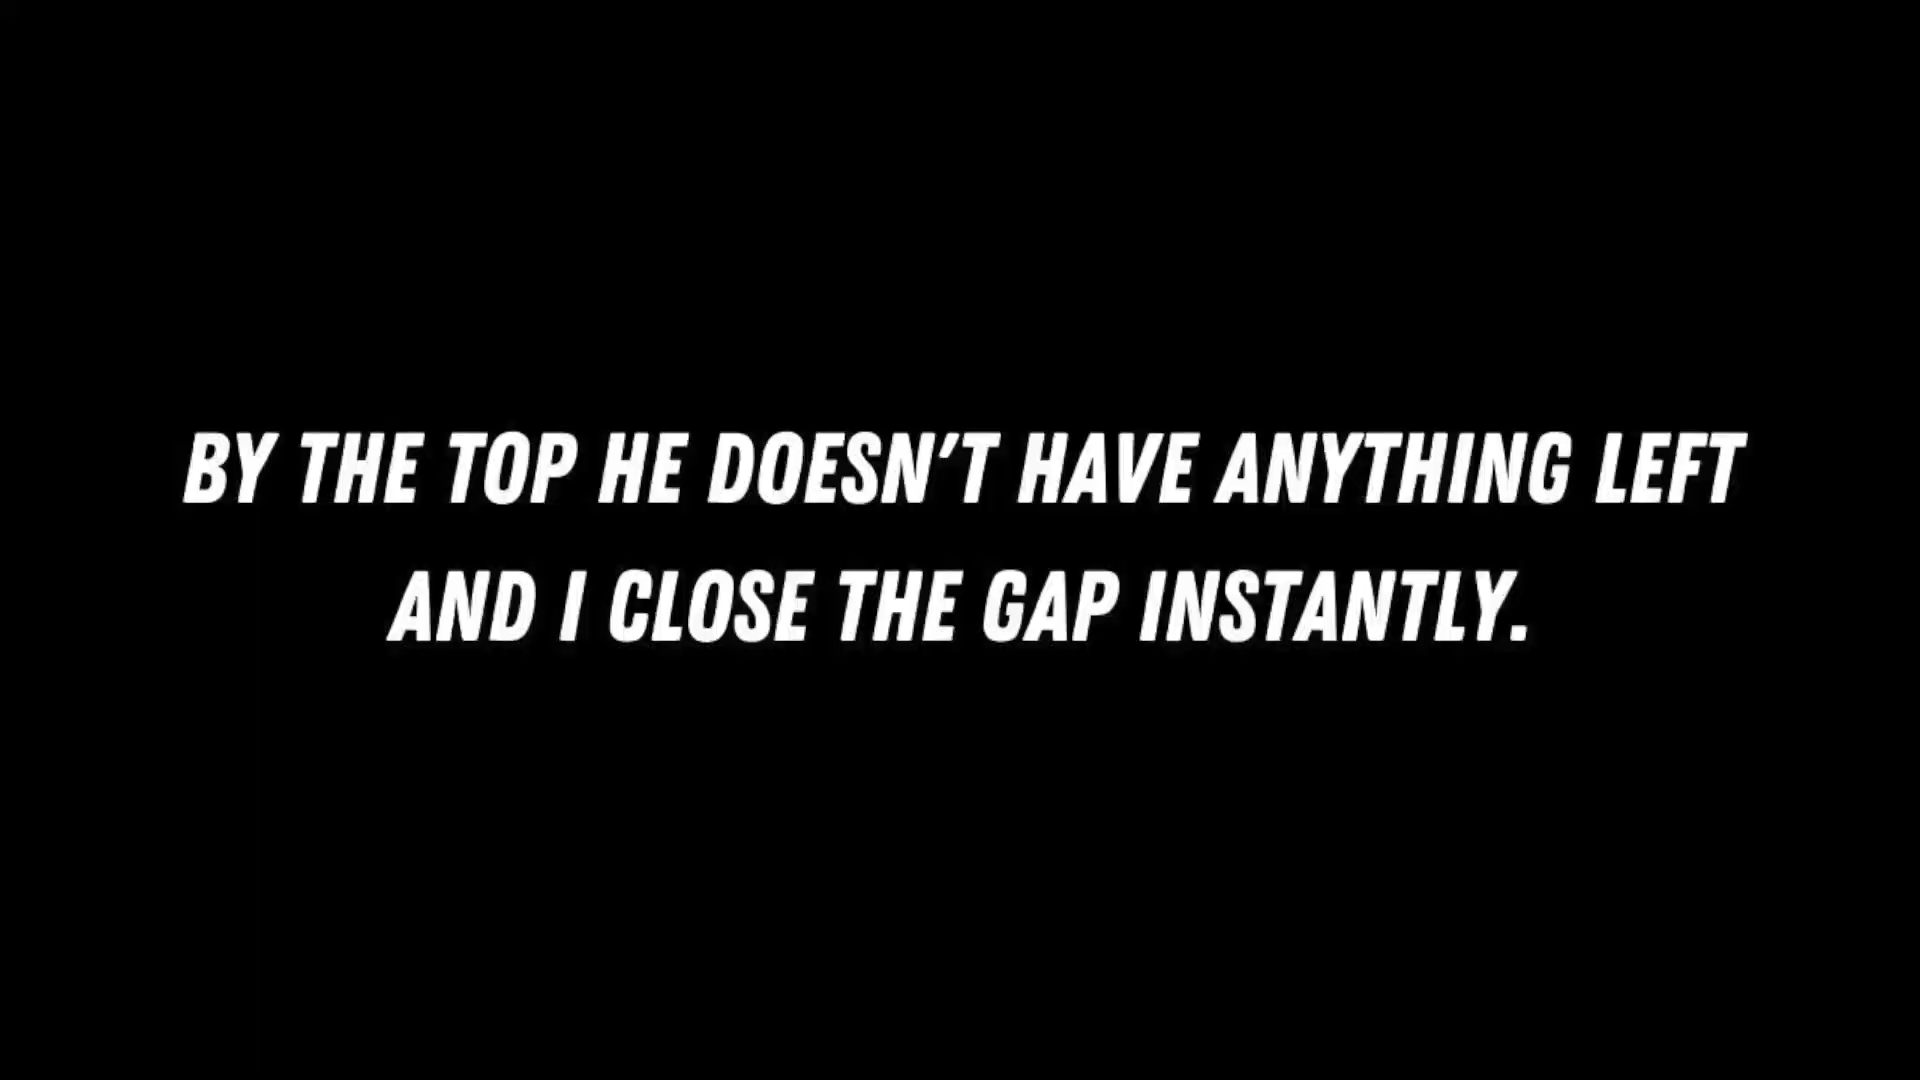 BY THE TOP HE DOESN'T HAVE ANYTHING LEFT
AND I CLOSE THE GAP INSTANTLY.